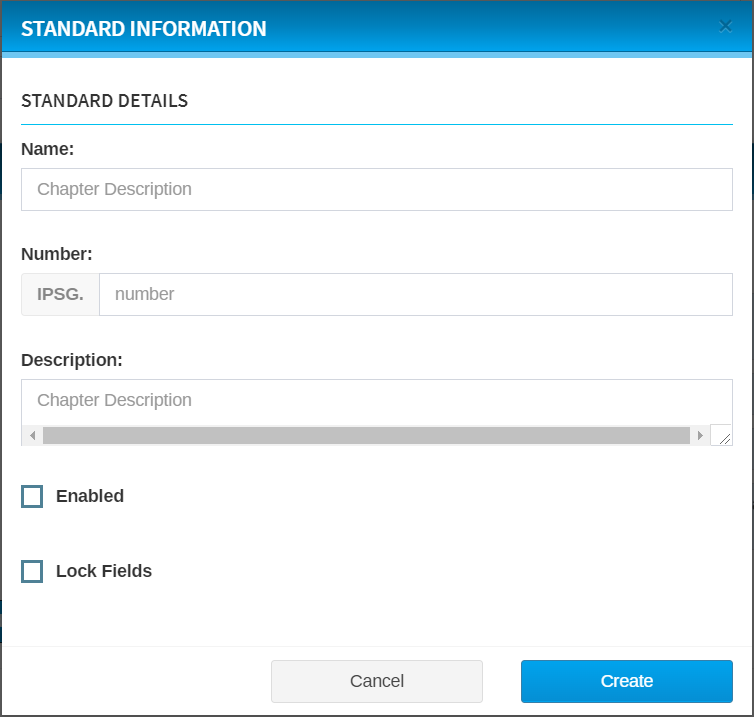 STANDARD INFORMATION
STANDARD DETAILS
Name:
Chapter Description
Number:
IPSG. number
Description:
Chapter Description
Enabled
Lock Fields
Cancel Create